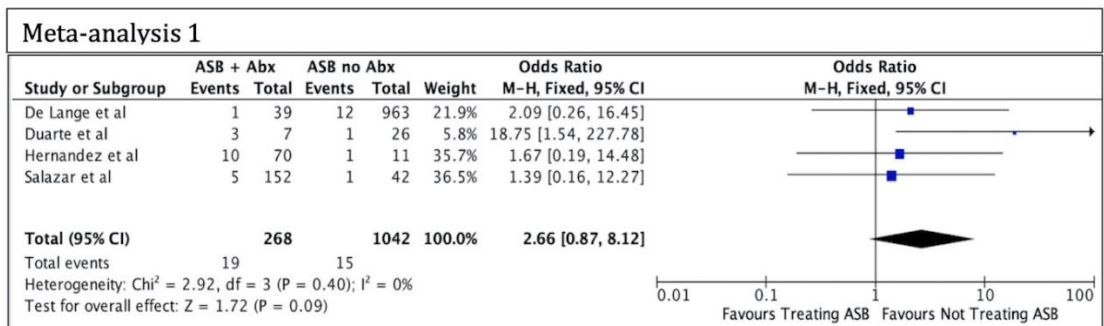 Meta-analysis 1
ASB + Abx ASB no Abx Odds Ratio Odds Ratio
Study or Subgroup Events Total Events Total Weight M-H, Fixed, 95% CI M-H, Fixed, 95% CI
De Lange et al 1 39 12 963 21.9% 2.09 [0.26, 16.45]
Duarte et al 3 7 1 26 5.8% 18.75 [1.54, 227.78]
Hernandez et al 10 70 1 11 35.7% 1.67 [0.19, 14.48]
Salazar et al 5 152 1 42 36.5% 1.39 [0.16, 12.27]
Total (95% CI) 268 1042 100.0% 2.66 [0.87, 8.12]
Total events 19 15
Heterogeneity: Chi² = 2.92, df = 3 (P = 0.40); I² = 0%
Test for overall effect: Z = 1.72 (P = 0.09)
0.01 0.1 1 10 100
Favours Treating ASB Favours Not Treating ASB